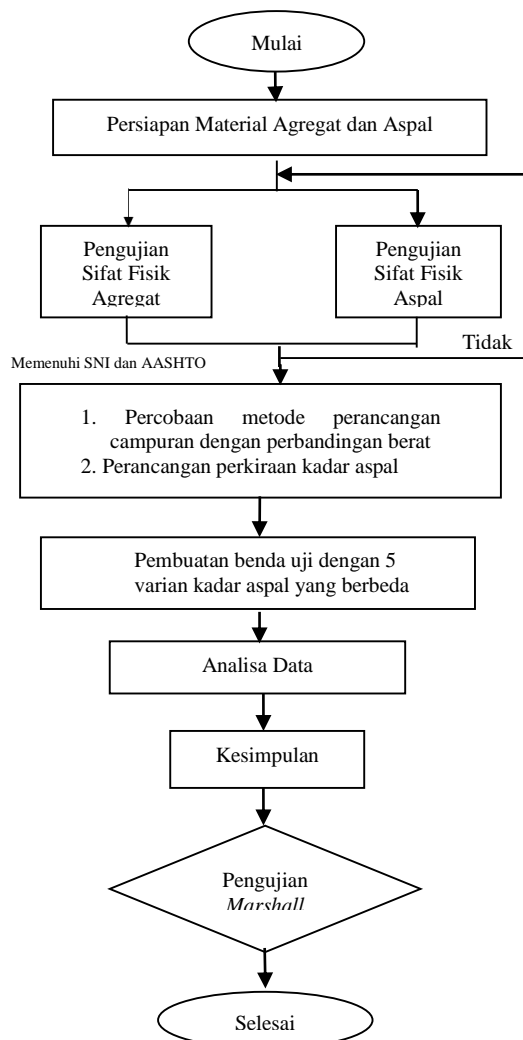 Mulai
Persiapan Material Agregat dan Aspal
Pengujian
Sifat Fisik
Agregat
Pengujian
Sifat Fisik
Aspal
Tidak
Memenuhi SNI dan AASHTO
1. Percobaan metode perancangan
campuran dengan perbandingan berat
2. Perancangan perkiraan kadar aspal
Pembuatan benda uji dengan 5
varian kadar aspal yang berbeda
Analisa Data
Kesimpulan
Pengujian
Marshall
Selesai